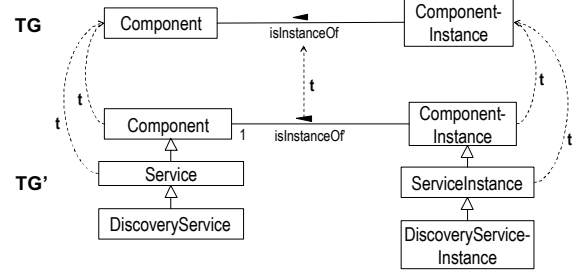 TG
Component
isInstanceOf
Component-
Instance
t
t
t
t
t
Component
1
isInstanceOf
Component-
Instance
TG'
Service
ServiceInstance
DiscoveryService
DiscoveryService-
Instance